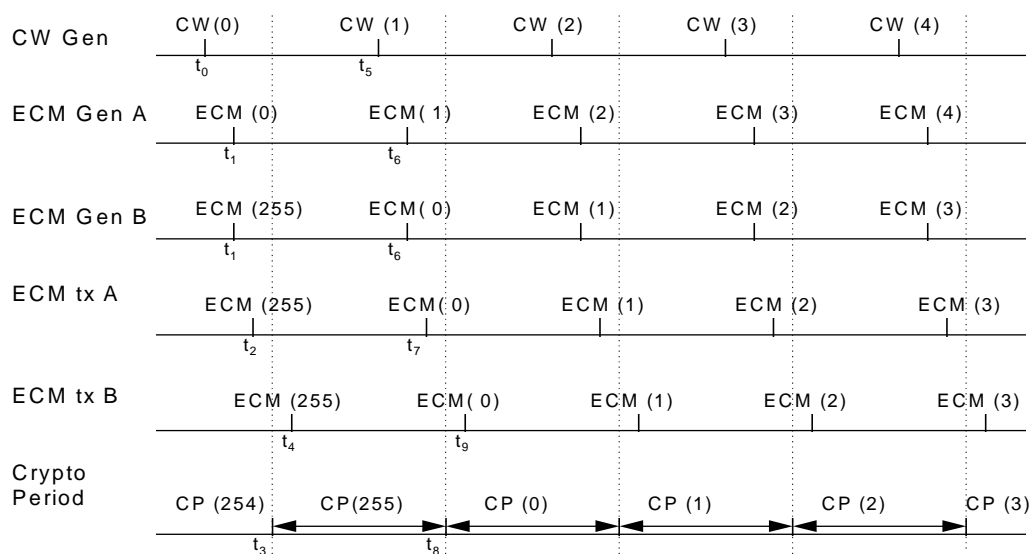 CW Gen CW(0) CW (1) CW (2) CW (3) CW (4)
t0 t5
ECM Gen A ECM (0) ECM( 1) ECM (2) ECM (3) ECM (4)
t1 t6
ECM Gen B ECM (255) ECM( 0) ECM (1) ECM (2) ECM (3)
t1 t6
ECM tx A ECM (255) ECM( 0) ECM (1) ECM (2) ECM (3)
t2 t7
ECM tx B ECM (255) ECM( 0) ECM (1) ECM (2) ECM (3)
t4 t9
Crypto
Period CP (254) CP(255) CP (0) CP (1) CP (2) CP (3)
t3 t8